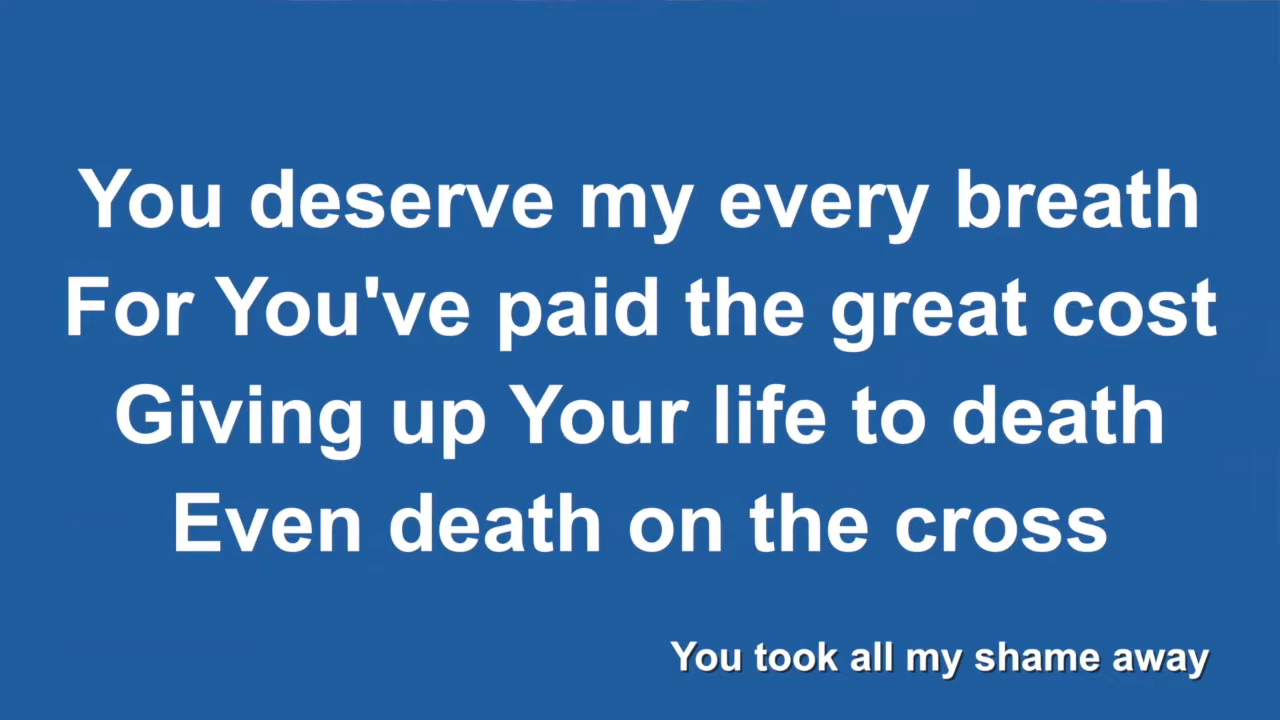 You deserve my every breath
For You've paid the great cost
Giving up Your life to death
Even death on the cross
You took all my shame away